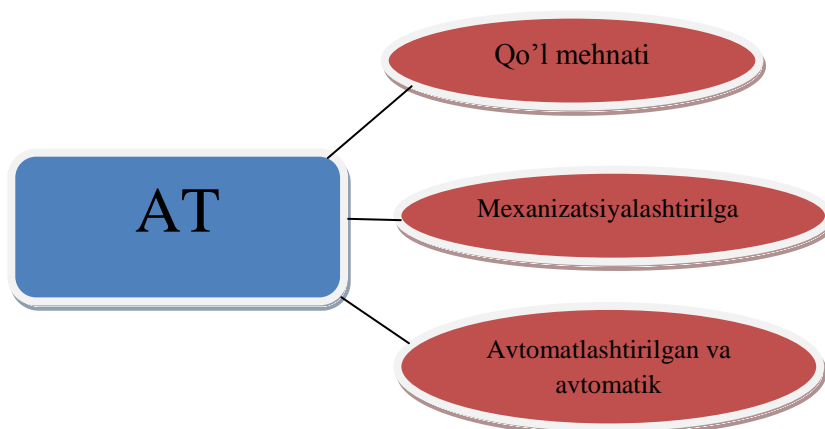 Qo’l mehnati
AT
Mexanizatsiyalashtirilga
Avtomatlashtirilgan va
avtomatik